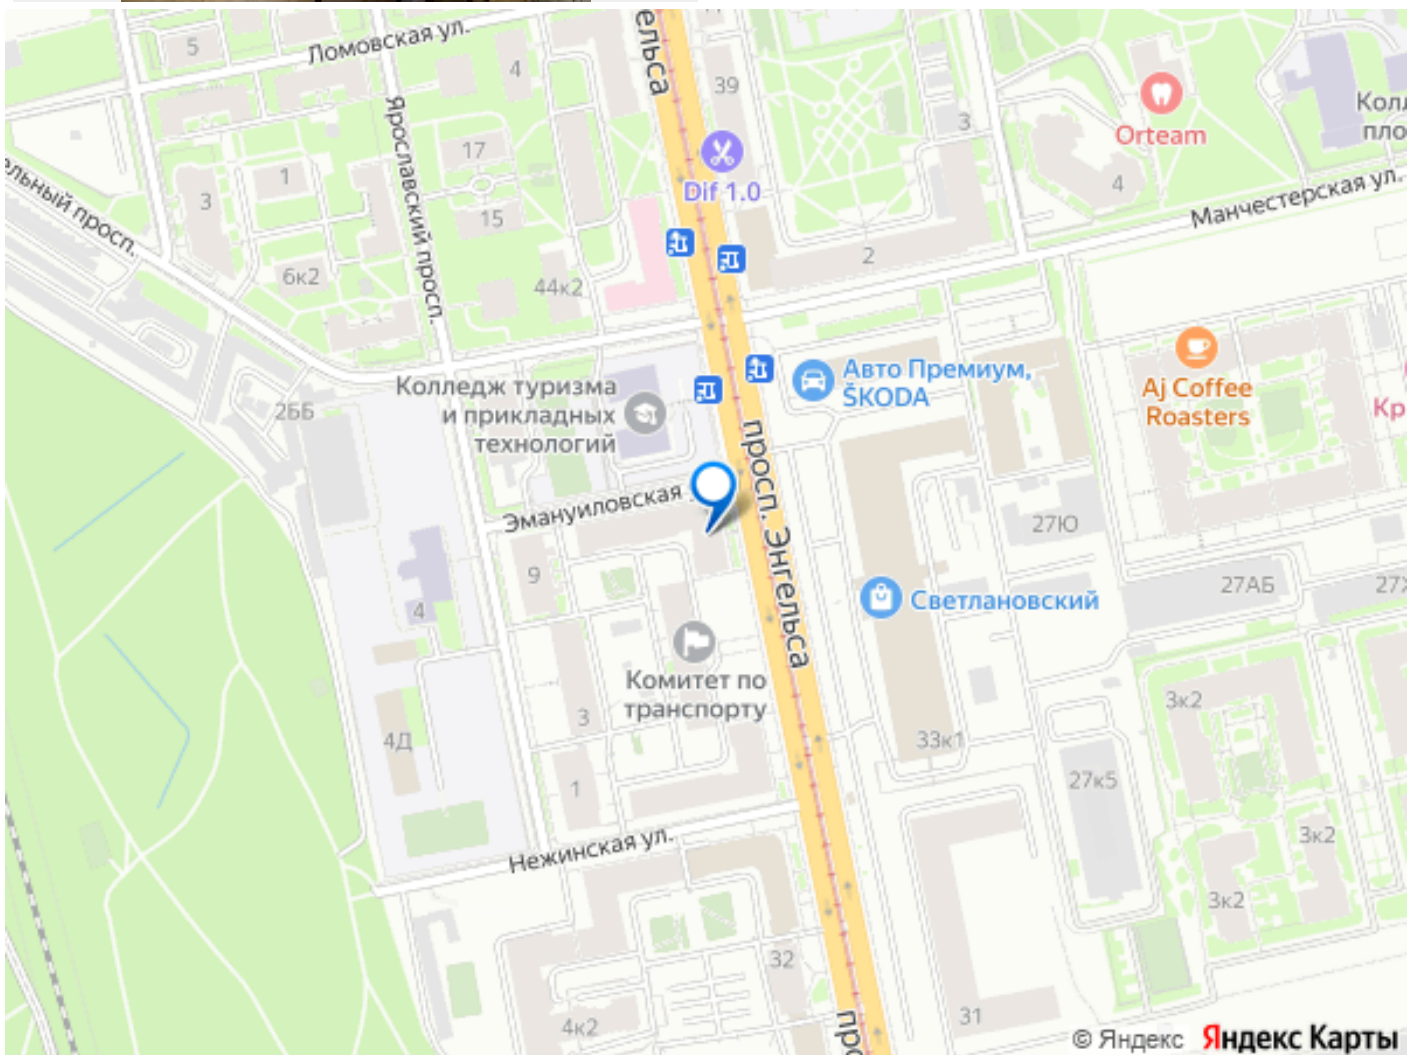 Ломовская ул.
5
4
ельса
39
Ярославский просп.
17
15
1
3
6к2
44к2
ельный просп.
Dif 1.0
3
Orteam
4
Манчестерская ул.
2
Колледж туризма
и прикладных
технологий
2ББ
Авто Премиум,
ŠKODA
Aj Coffee
Roasters
просп. Энгельса
Эмануиловская
9
4
27Ю
27АБ
Светлановский
Комитет по
транспорту
3
4Д
1
33к1
27к5
3к2
3к2
3к2
Нежинская ул.
32
4к2
31
© Яндекс Яндекс Карты